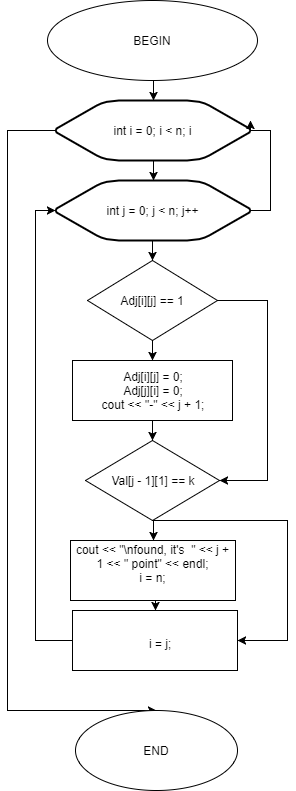 BEGIN
int i = 0; i < n; i
int j = 0; j < n; j++
Adj[i][j] == 1
Adj[i][j] = 0;
Adj[j][i] = 0;
cout << "-" << j + 1;
Val[j - 1][1] == k
cout << "\nfound, it's  " << j +
1 << " point" << endl;
i = n;
i = j;
END